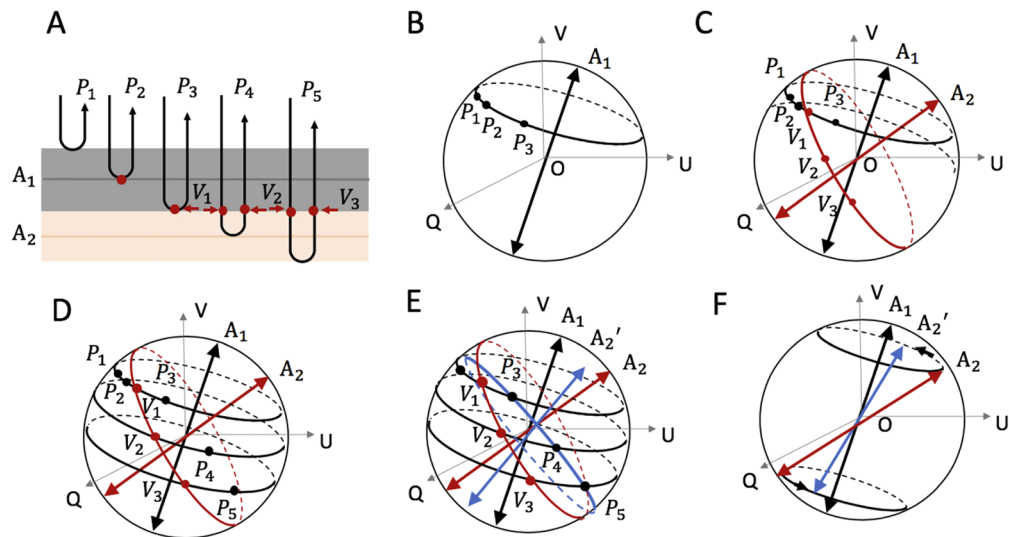 A
P₁ P₂ P₃ P₄ P₅
V₁ V₂ V₃
A₁
A₂
B
V
A₁
P₁
P₂
P₃
O
U
Q
C
V
A₁
A₂
P₁
P₃
P₂
V₁
V₂
V₃
O
U
Q
D
V
A₁
A₂
P₁
P₃
P₂
V₁
V₂
U
P₄
V₃
P₅
Q
E
V
A₁
A₂′
A₂
P₃
V₁
V₂
U
P₄
V₃
P₅
Q
F
V
A₁
A₂′
A₂
O
U
Q